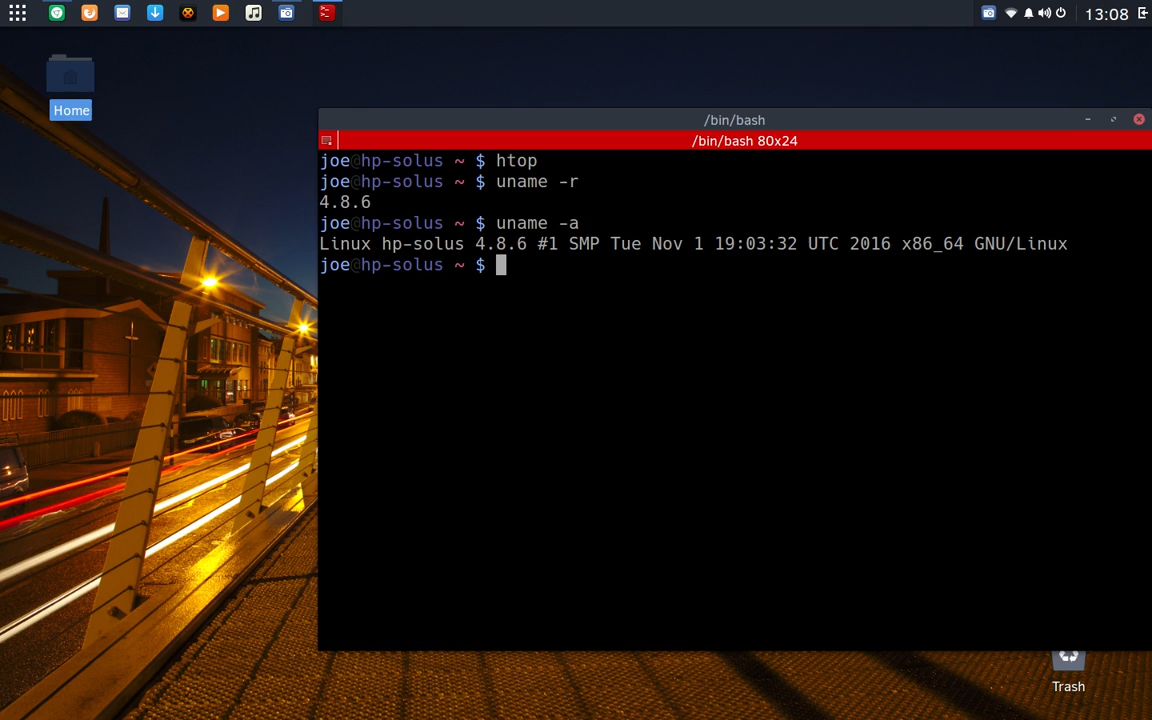 13:08
Home
/bin/bash
/bin/bash 80x24
joe@hp-solus ~ $ htop
joe@hp-solus ~ $ uname -r
4.8.6
joe@hp-solus ~ $ uname -a
Linux hp-solus 4.8.6 #1 SMP Tue Nov 1 19:03:32 UTC 2016 x86_64 GNU/Linux
joe@hp-solus ~ $
Trash